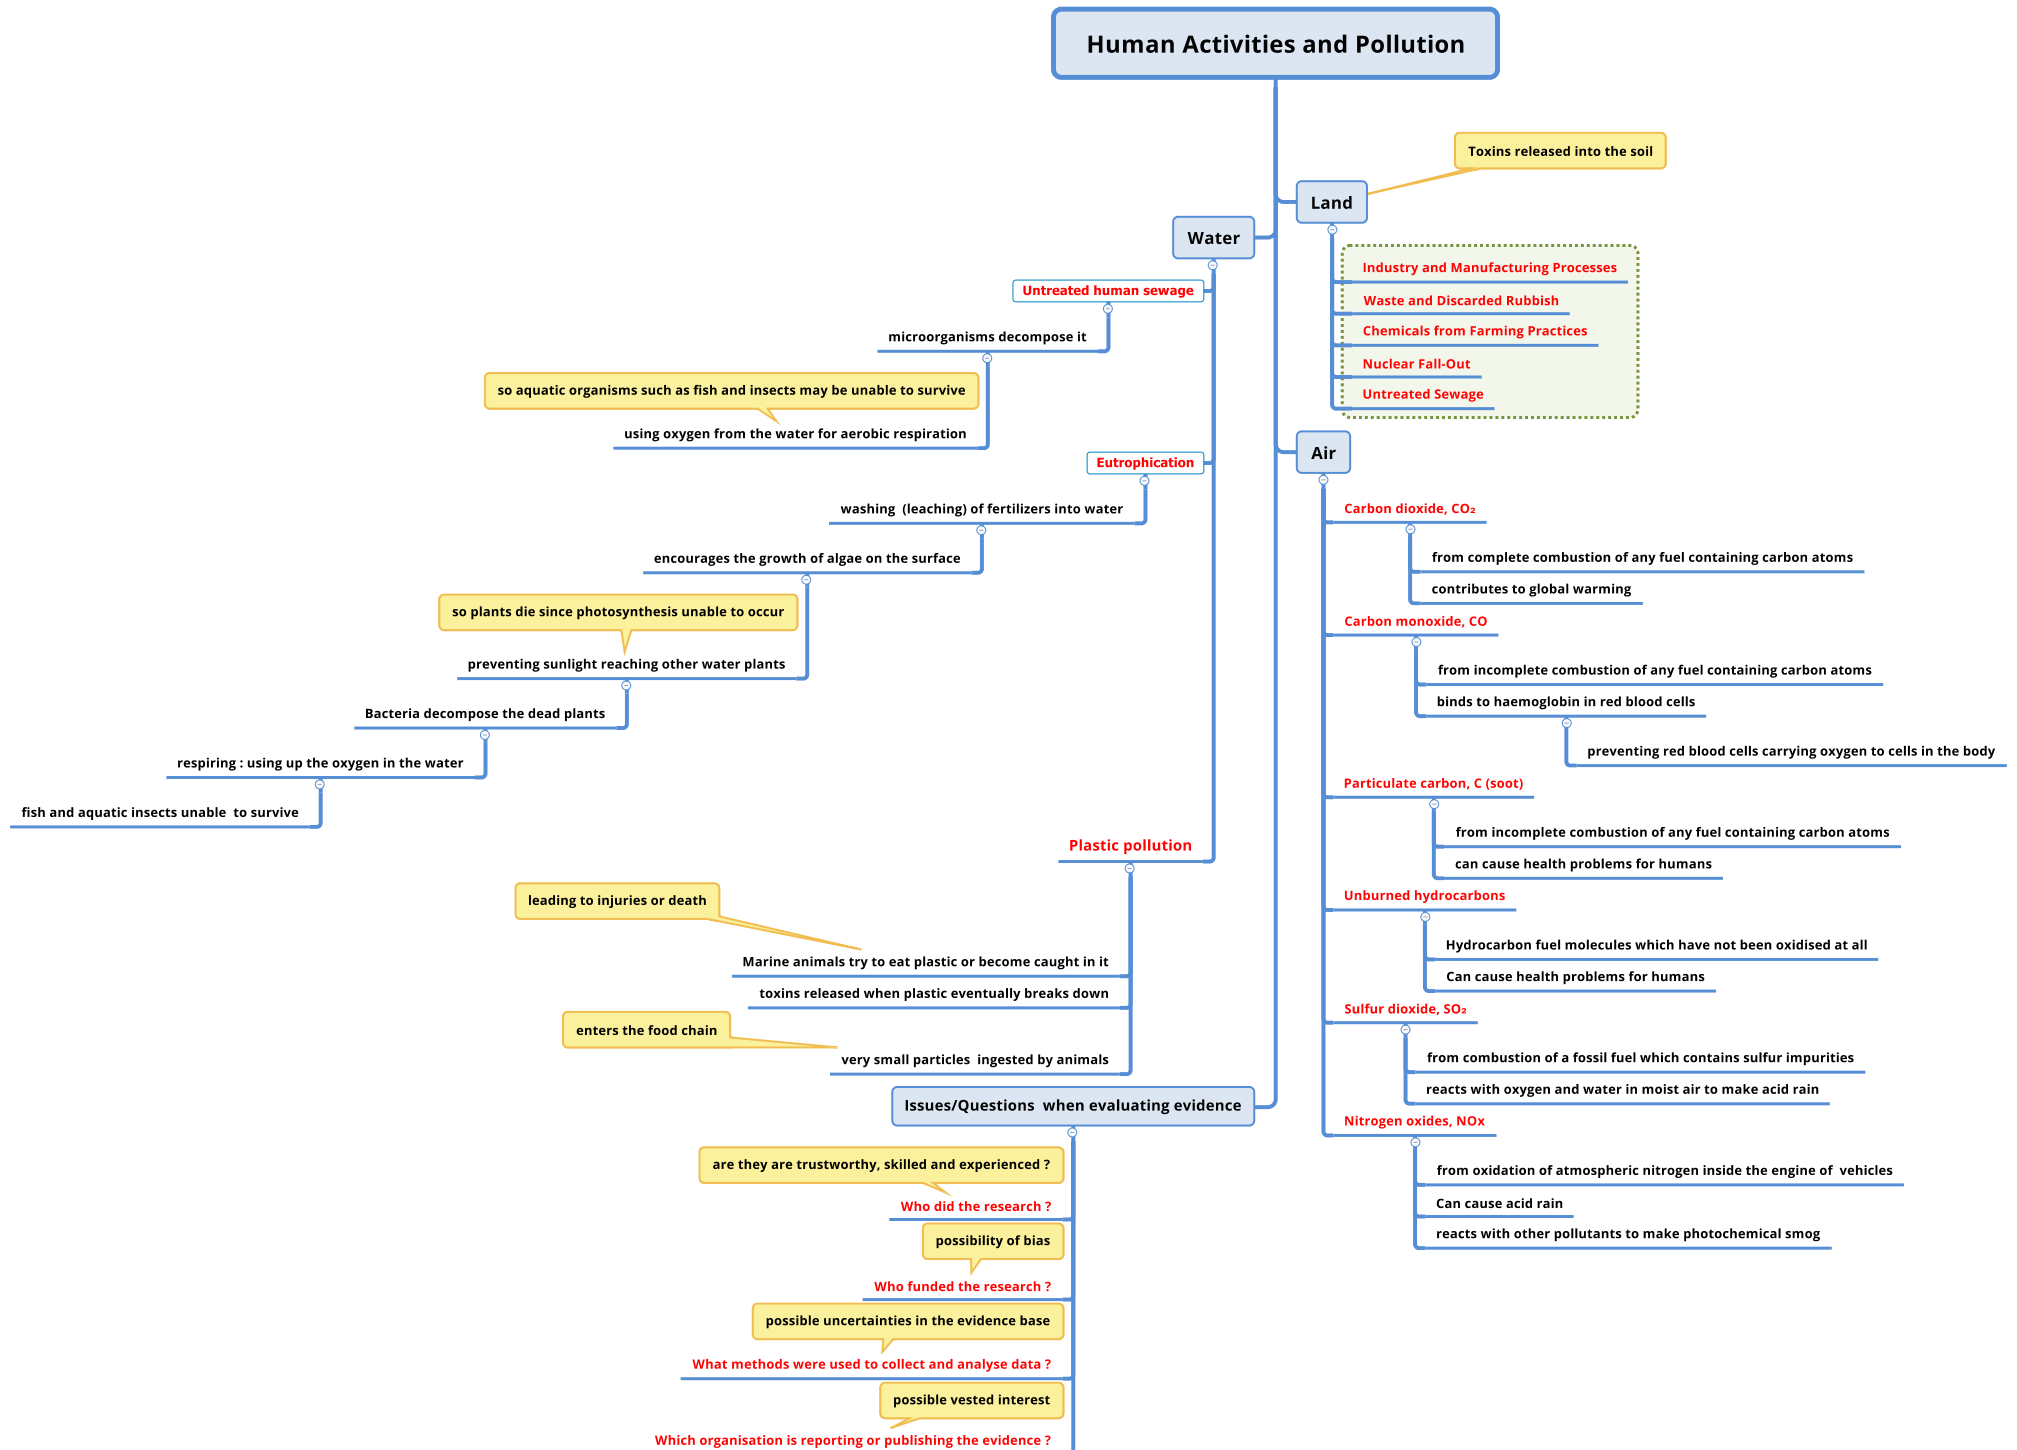 Human Activities and Pollution
Toxins released into the soil
Land
Industry and Manufacturing Processes
Waste and Discarded Rubbish
Chemicals from Farming Practices
Nuclear Fall-Out
Untreated Sewage
Air
Carbon dioxide, CO₂
from complete combustion of any fuel containing carbon atoms
contributes to global warming
Carbon monoxide, CO
from incomplete combustion of any fuel containing carbon atoms
binds to haemoglobin in red blood cells
preventing red blood cells carrying oxygen to cells in the body
Particulate carbon, C (soot)
from incomplete combustion of any fuel containing carbon atoms
can cause health problems for humans
Unburned hydrocarbons
Hydrocarbon fuel molecules which have not been oxidised at all
Can cause health problems for humans
Sulfur dioxide, SO₂
from combustion of a fossil fuel which contains sulfur impurities
reacts with oxygen and water in moist air to make acid rain
Nitrogen oxides, NOx
from oxidation of atmospheric nitrogen inside the engine of  vehicles
Can cause acid rain
reacts with other pollutants to make photochemical smog
Water
Untreated human sewage
microorganisms decompose it
so aquatic organisms such as fish and insects may be unable to survive
using oxygen from the water for aerobic respiration
Eutrophication
washing  (leaching) of fertilizers into water
encourages the growth of algae on the surface
so plants die since photosynthesis unable to occur
preventing sunlight reaching other water plants
Bacteria decompose the dead plants
respiring : using up the oxygen in the water
fish and aquatic insects unable  to survive
Plastic pollution
leading to injuries or death
Marine animals try to eat plastic or become caught in it
toxins released when plastic eventually breaks down
enters the food chain
very small particles  ingested by animals
Issues/Questions  when evaluating evidence
are they are trustworthy, skilled and experienced ?
Who did the research ?
possibility of bias
Who funded the research ?
possible uncertainties in the evidence base
What methods were used to collect and analyse data ?
possible vested interest
Which organisation is reporting or publishing the evidence ?